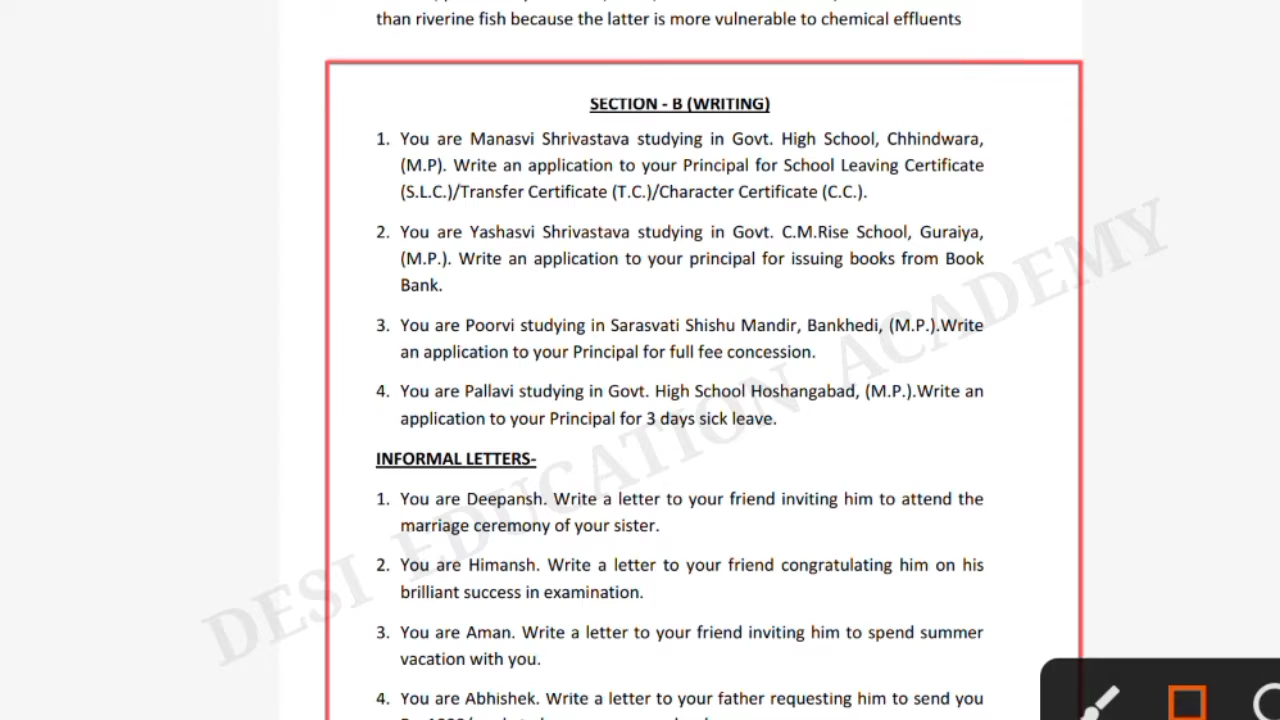 than riverine fish because the latter is more vulnerable to chemical effluents
SECTION - B (WRITING)
1. You are Manasvi Shrivastava studying in Govt. High School, Chhindwara,
(M.P). Write an application to your Principal for School Leaving Certificate
(S.L.C.)/Transfer Certificate (T.C.)/Character Certificate (C.C.).
2. You are Yashasvi Shrivastava studying in Govt. C.M.Rise School, Guraiya,
(M.P.). Write an application to your principal for issuing books from Book
Bank.
3. You are Poorvi studying in Sarasvati Shishu Mandir, Bankhedi, (M.P.).Write
an application to your Principal for full fee concession.
4. You are Pallavi studying in Govt. High School Hoshangabad, (M.P.).Write an
application to your Principal for 3 days sick leave.
INFORMAL LETTERS-
1. You are Deepansh. Write a letter to your friend inviting him to attend the
marriage ceremony of your sister.
2. You are Himansh. Write a letter to your friend congratulating him on his
brilliant success in examination.
3. You are Aman. Write a letter to your friend inviting him to spend summer
vacation with you.
4. You are Abhishek. Write a letter to your father requesting him to send you
DESI EDUCATION ACADEMY